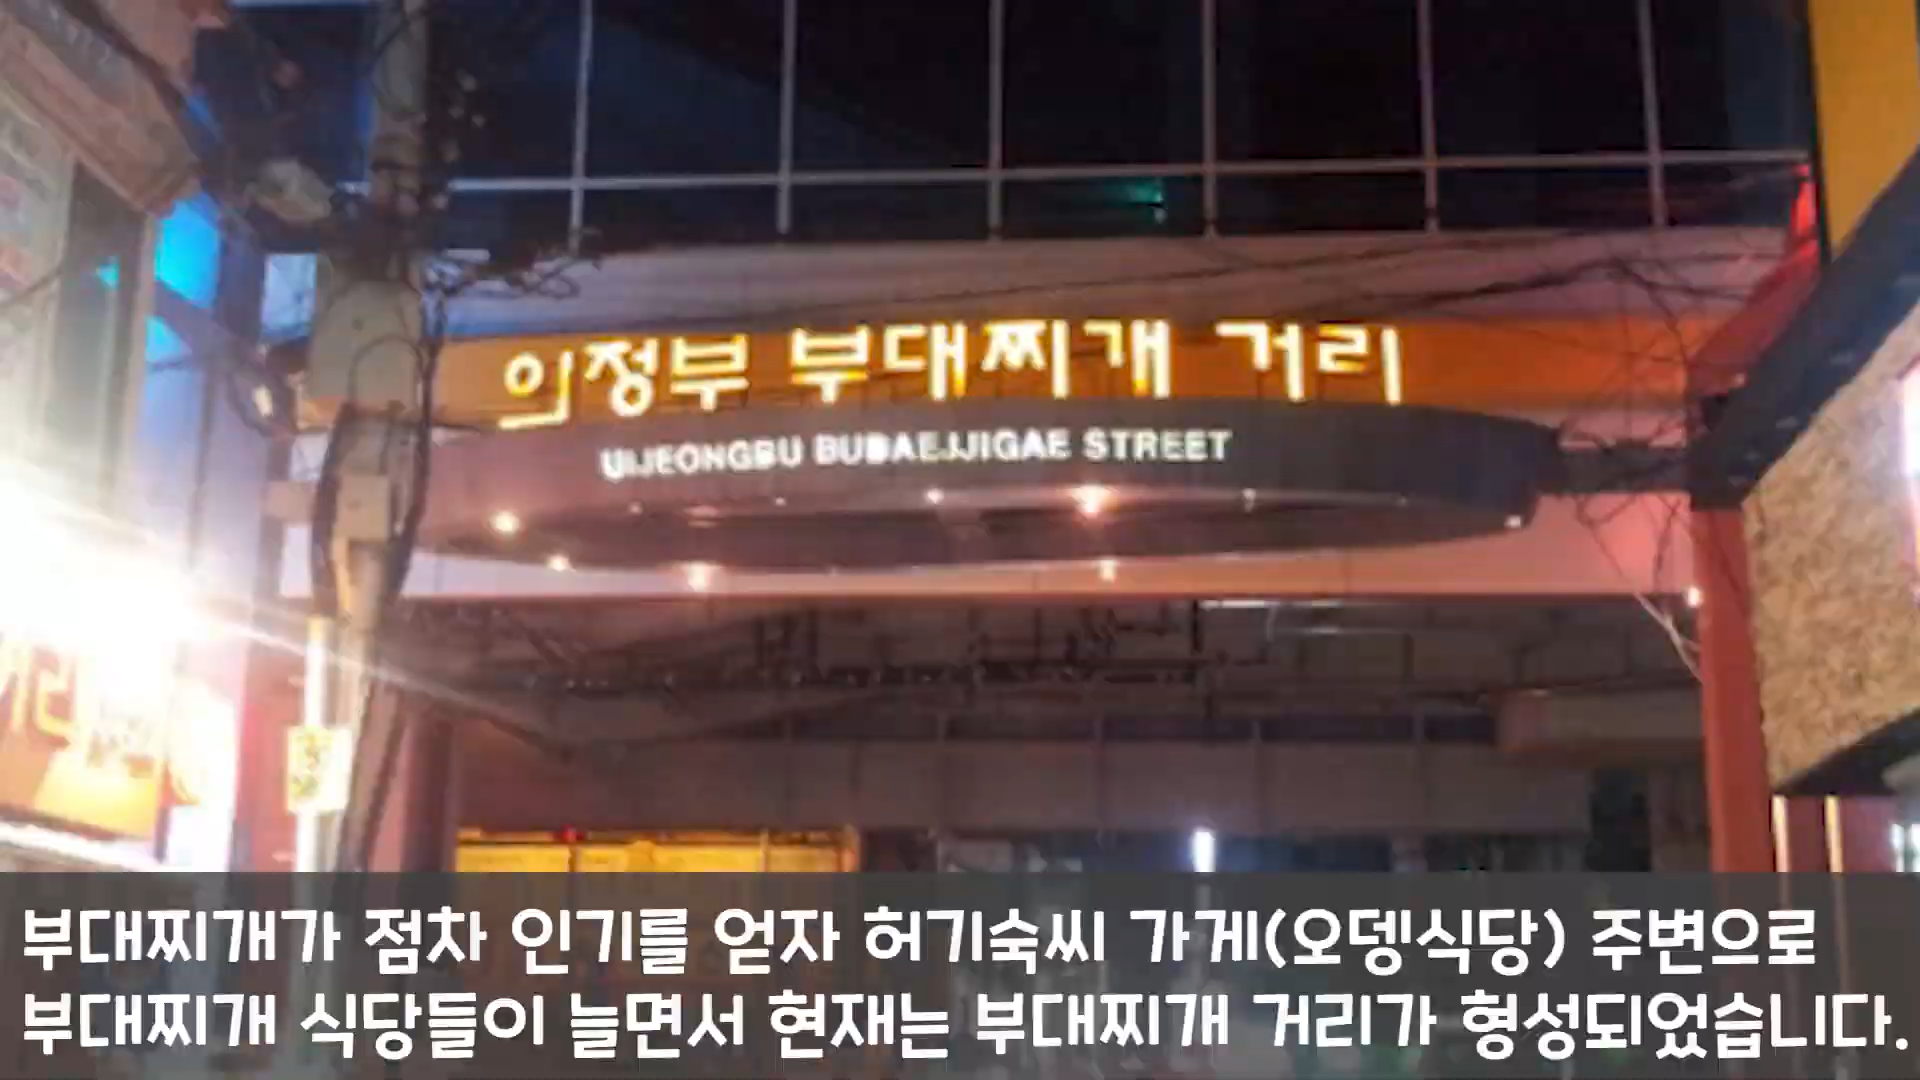 의정부 부대찌개 거리
UIJEONGBU BUDAEJJIGAE STREET
부대찌개가 점차 인기를 얻자 허기숙씨 가게(오뎅식당) 주변으로
부대찌개 식당들이 늘면서 현재는 부대찌개 거리가 형성되었습니다.